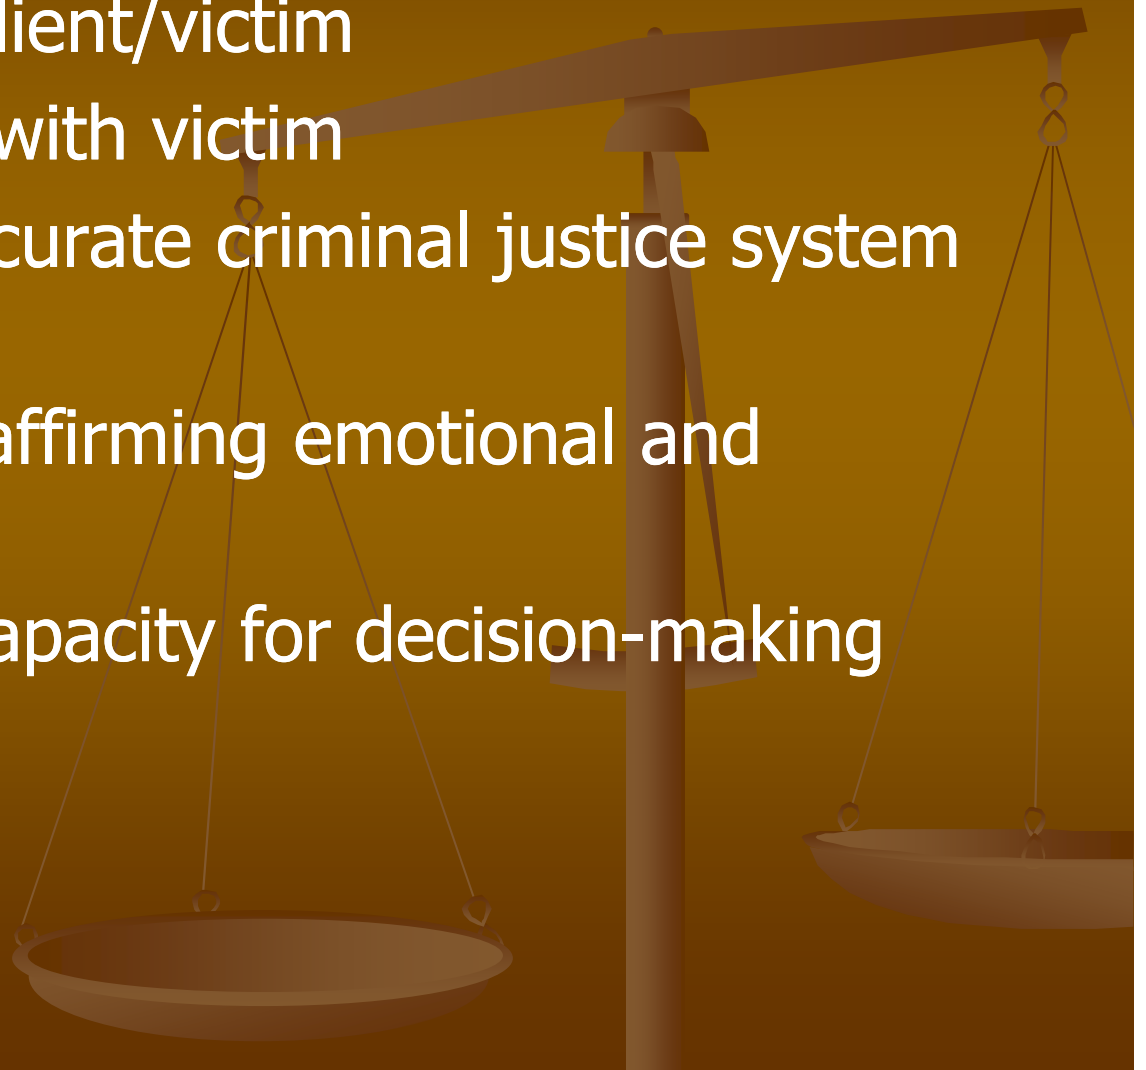 lient/victim
with victim
curate criminal justice system
affirming emotional and
apacity for decision-making